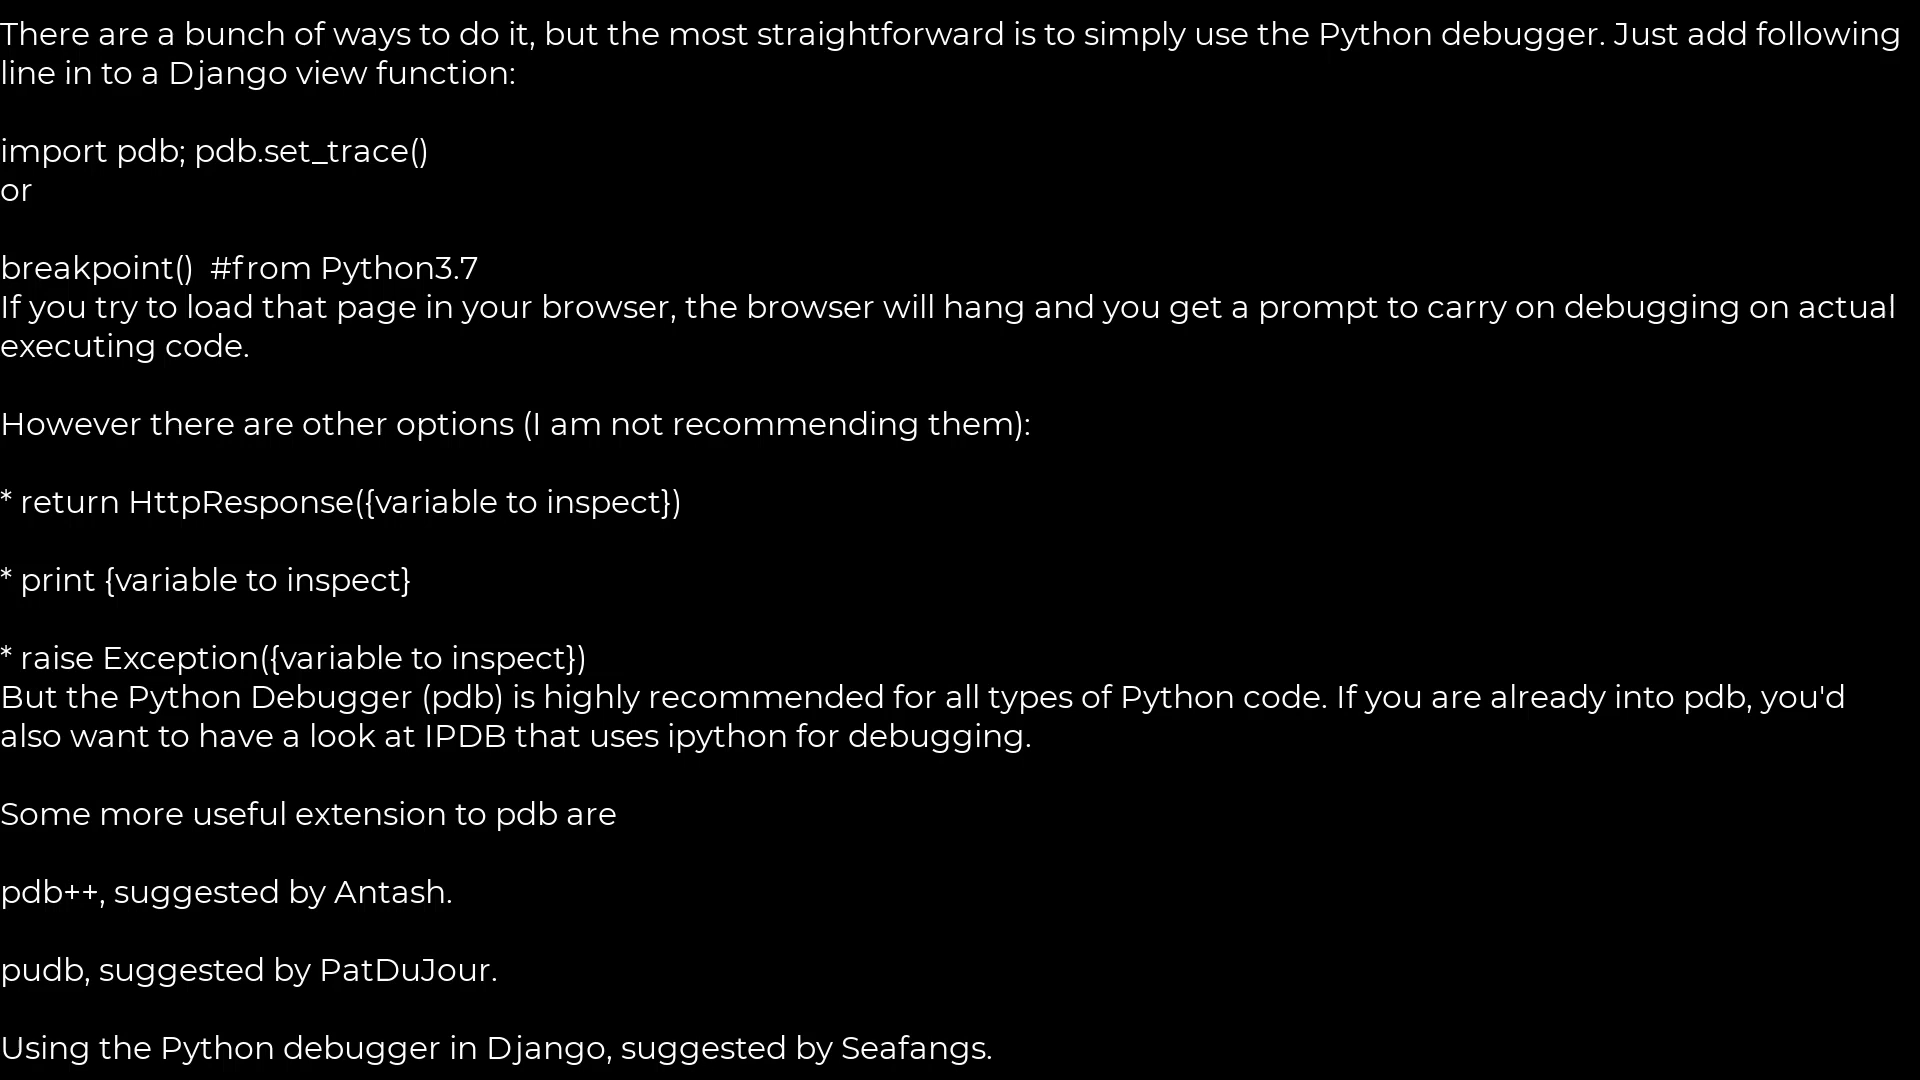 There are a bunch of ways to do it, but the most straightforward is to simply use the Python debugger. Just add following
line in to a Django view function:
import pdb; pdb.set_trace()
or
breakpoint()  #from Python3.7
If you try to load that page in your browser, the browser will hang and you get a prompt to carry on debugging on actual
executing code.
However there are other options (I am not recommending them):
* return HttpResponse({variable to inspect})
* print {variable to inspect}
* raise Exception({variable to inspect})
But the Python Debugger (pdb) is highly recommended for all types of Python code. If you are already into pdb, you'd
also want to have a look at IPDB that uses ipython for debugging.
Some more useful extension to pdb are
pdb++, suggested by Antash.
pudb, suggested by PatDuJour.
Using the Python debugger in Django, suggested by Seafangs.